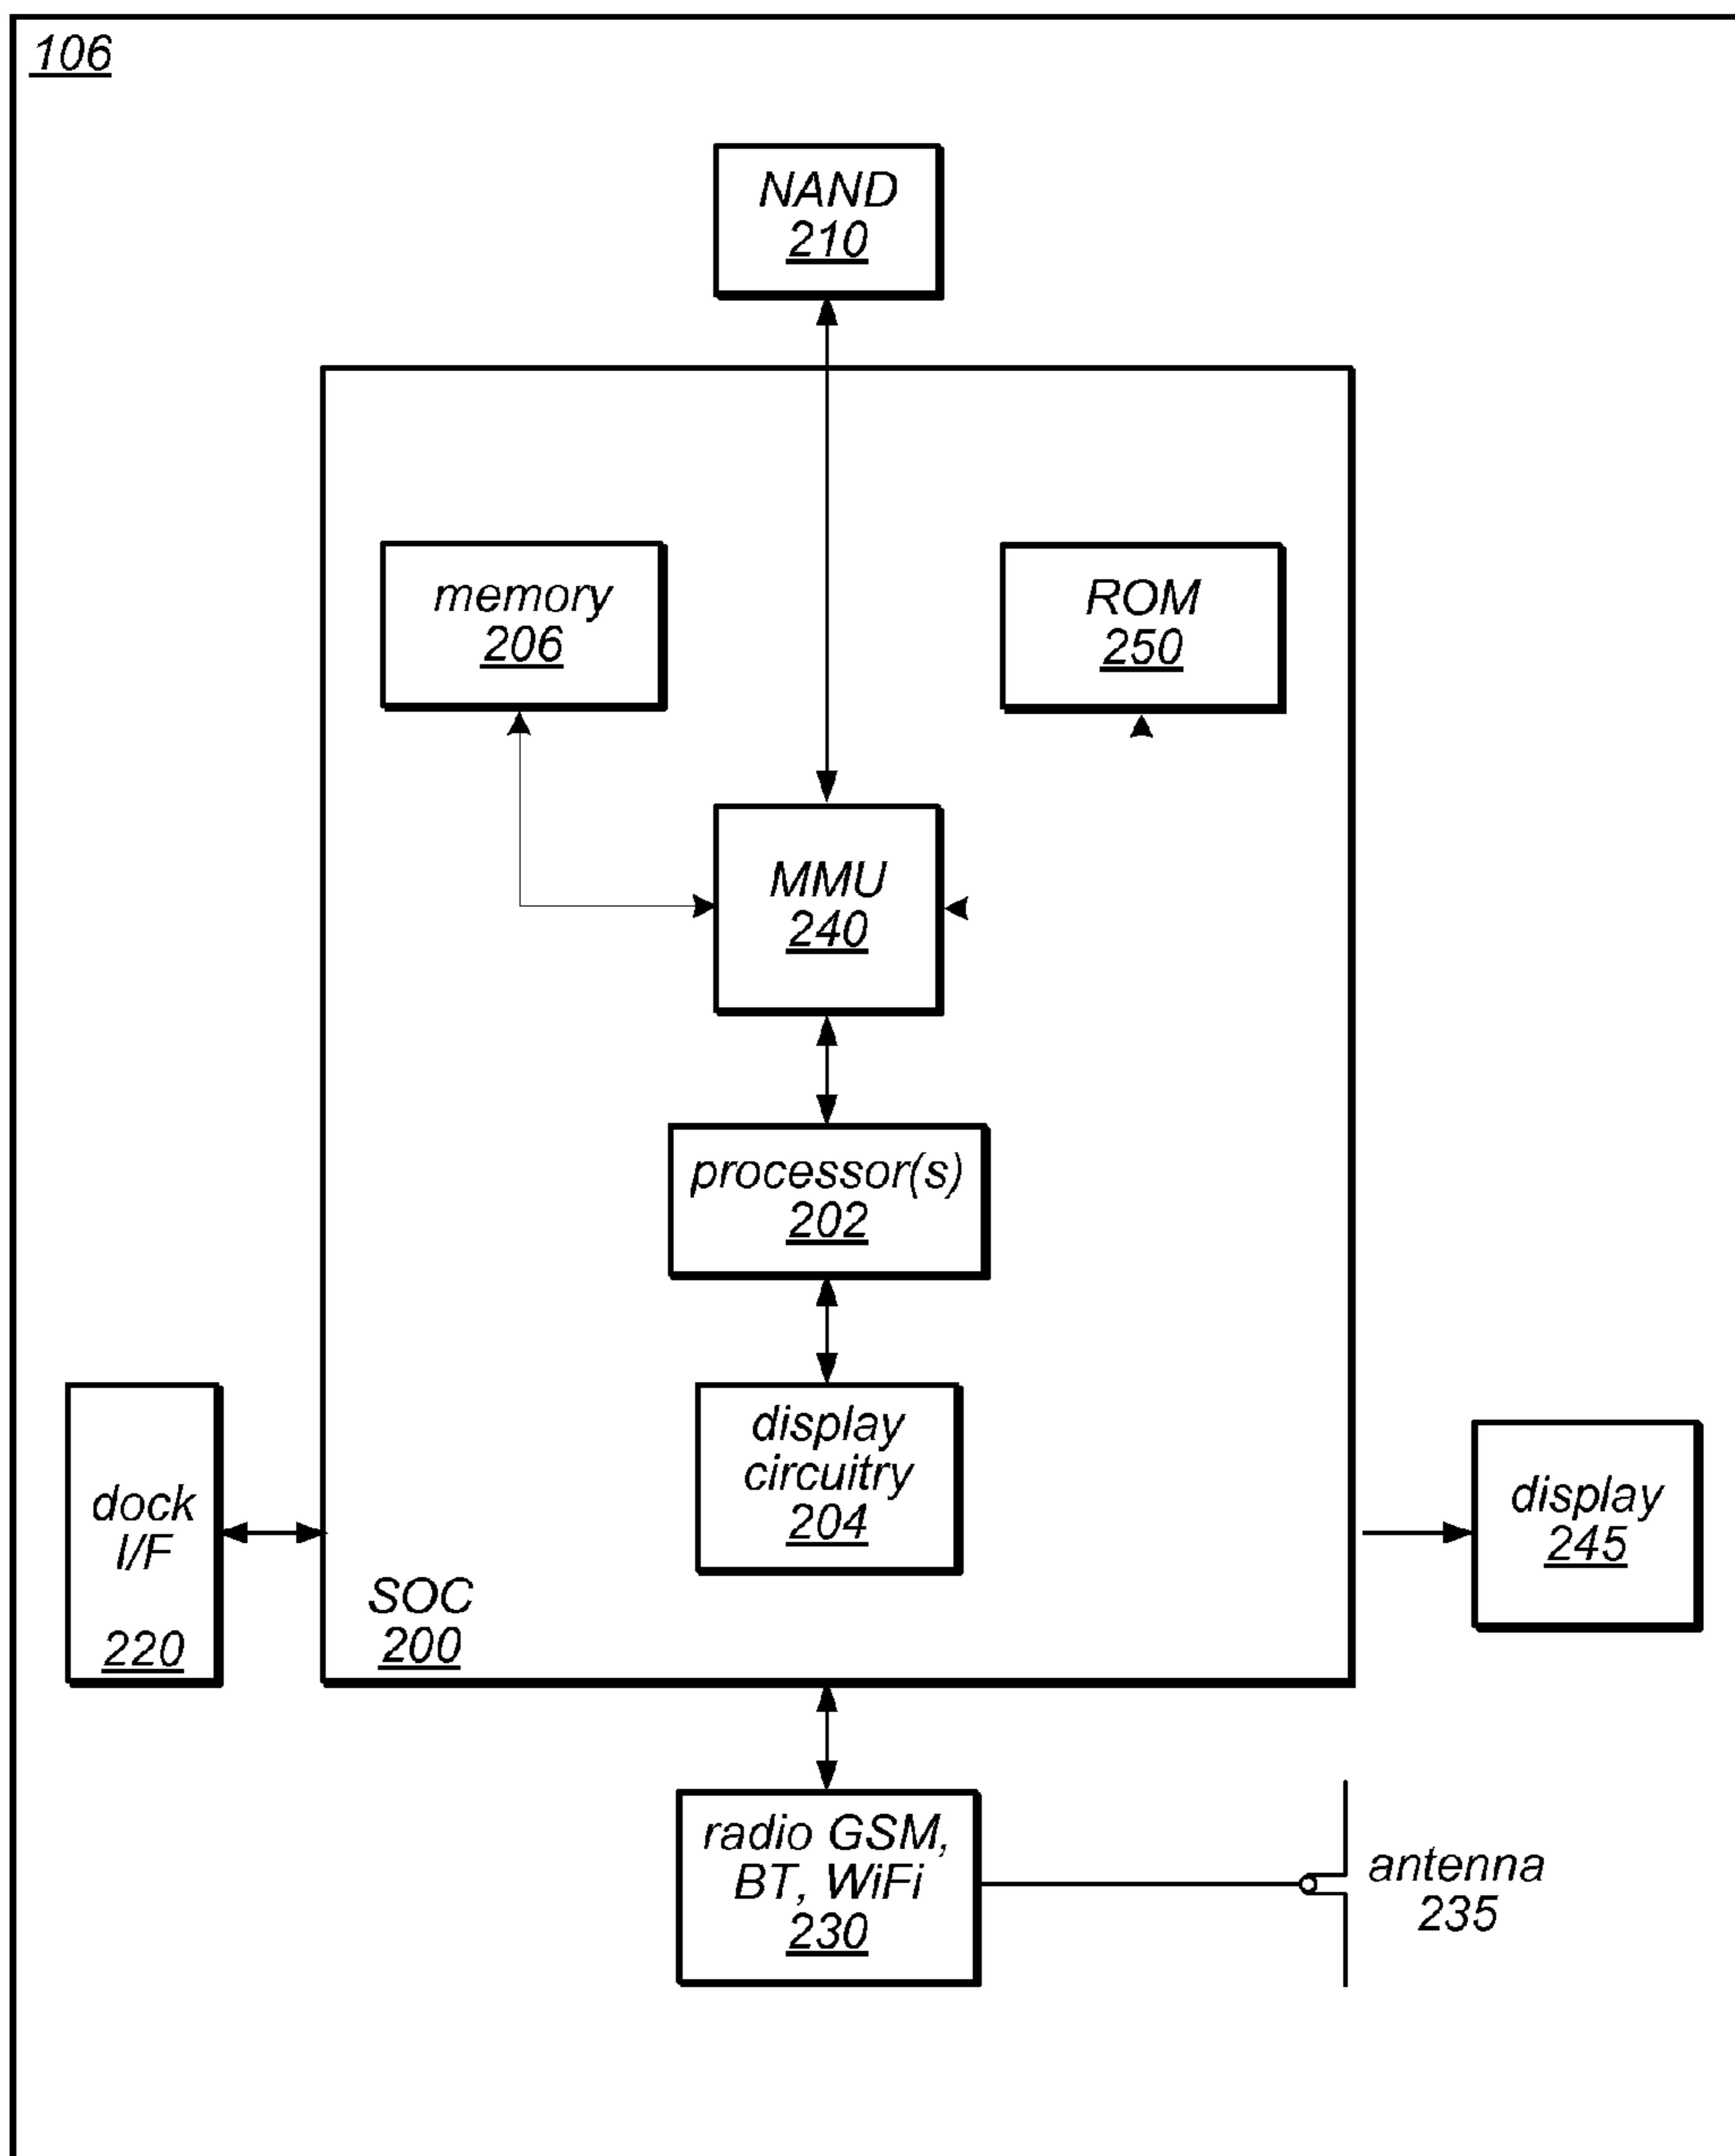 106
NAND
210
memory
206
ROM
250
MMU
240
processor(s)
202
display
circuitry
204
dock
I/F
220
SOC
200
display
245
radio GSM,
BT, WiFi
230
antenna
235